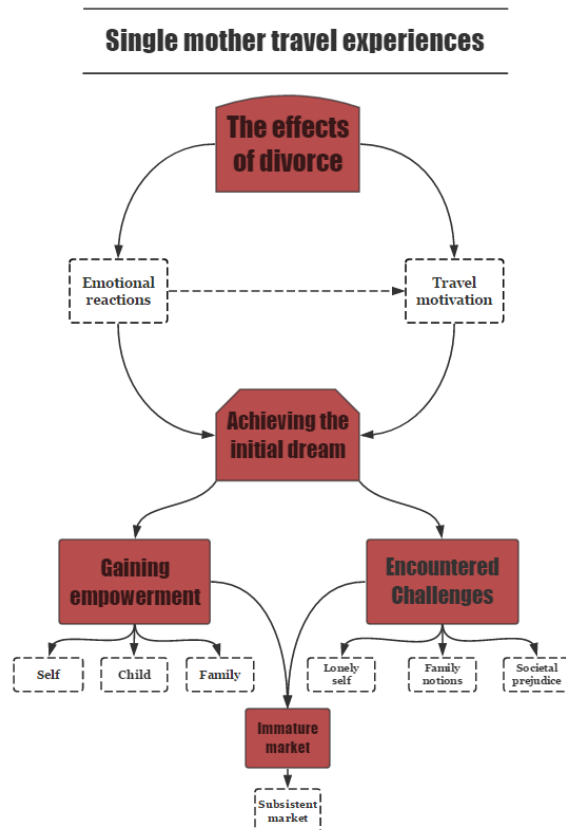 Single mother travel experiences
The effects
of divorce
Emotional
reactions
Travel
motivation
Achieving the
initial dream
Gaining
empowerment
Encountered
Challenges
Self
Child
Family
Lonely
self
Family
notions
Societal
prejudice
Immature
market
Subsistent
market